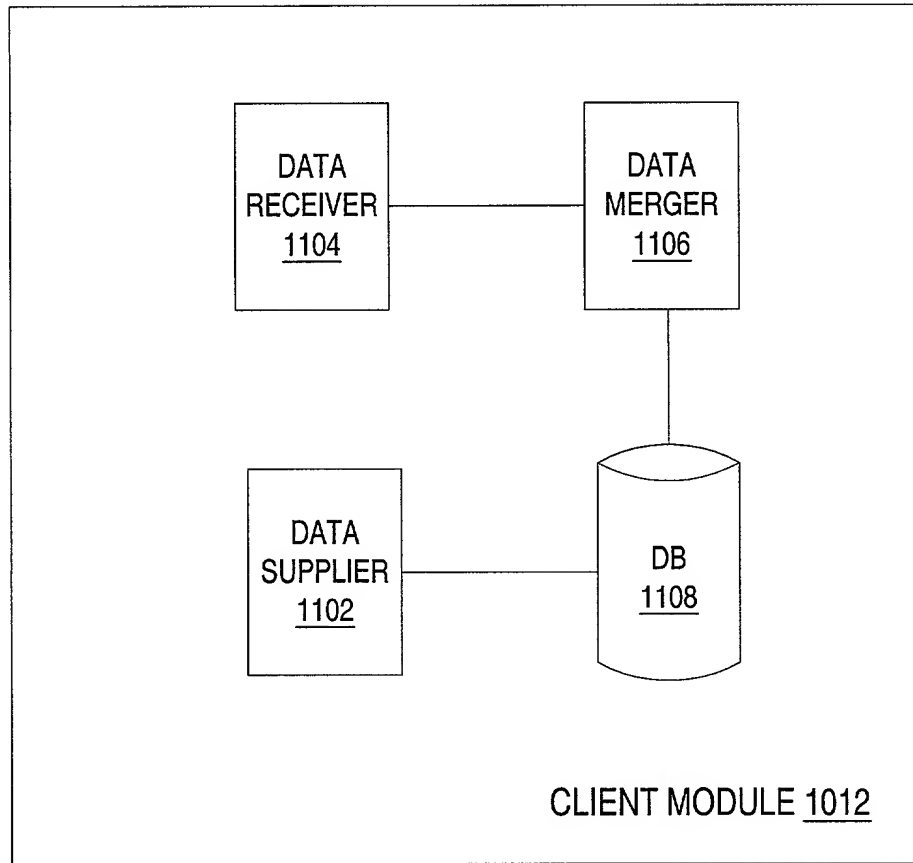 DATA
RECEIVER
1104
DATA
MERGER
1106
DATA
SUPPLIER
1102
DB
1108
CLIENT MODULE 1012